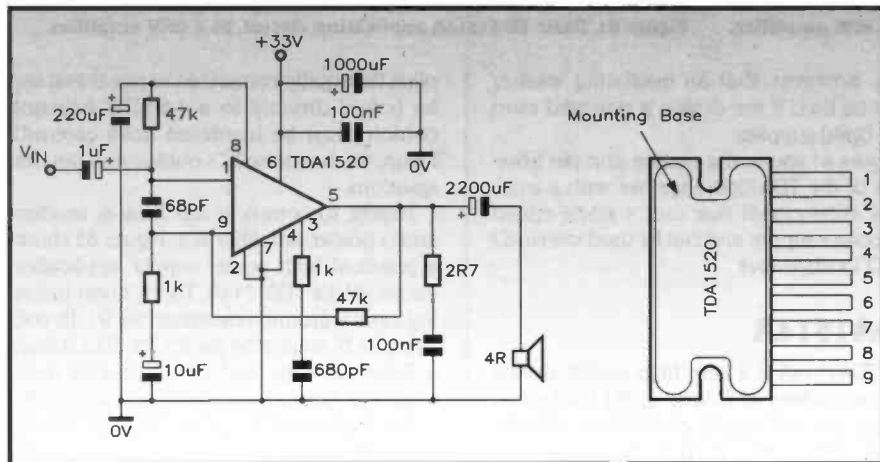 +33V
1000uF
+
100nF
0V
220uF
+
47k
8
VIN
1uF
+
1
6
TDA1520
5
68pF
9
3
2
7
4
2200uF
+
1k
1k
2R7
47k
100nF
4R
+
10uF
680pF
0V
Mounting Base
TDA1520
1
2
3
4
5
6
7
8
9